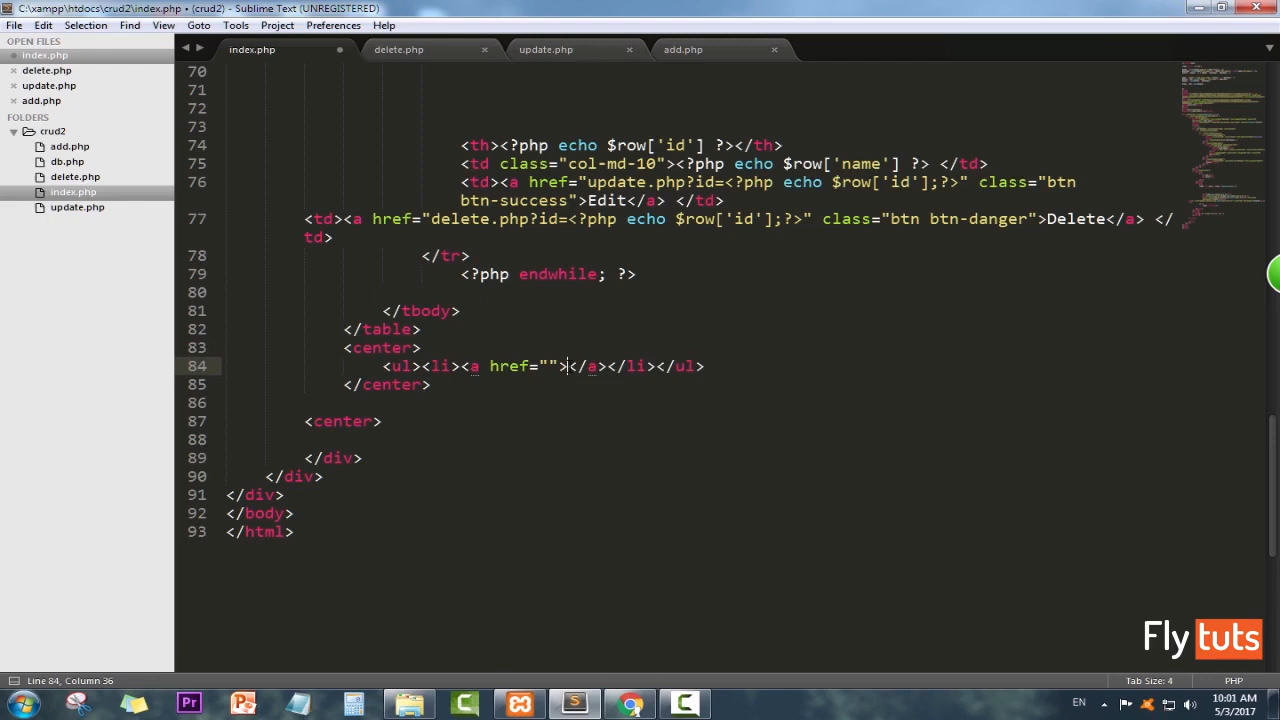 C:\xampp\htdocs\crud2\index.php • (crud2) - Sublime Text (UNREGISTERED)
File Edit Selection Find View Goto Tools Project Preferences Help
OPEN FILES
index.php
delete.php
update.php
add.php
FOLDERS
crud2
add.php
db.php
delete.php
index.php
update.php
index.php delete.php update.php add.php
70
71
72
73
74 <th><?php echo $row['id'] ?></th>
75 <td class="col-md-10"><?php echo $row['name'] ?> </td>
76 <td><a href="update.php?id=<?php echo $row['id'];?>" class="btn
btn-success">Edit</a> </td>
77 <td><a href="delete.php?id=<?php echo $row['id'];?>" class="btn btn-danger">Delete</a> </
td>
78 </tr>
79 <?php endwhile; ?>
80
81 </tbody>
82 </table>
83 <center>
84 <ul><li><a href=""></a></li></ul>
85 </center>
86
87 <center>
88
89 </div>
90 </div>
91 </div>
92 </body>
93 </html>
Fly tuts
Line 84, Column 36 Tab Size: 4 PHP
Pr
EN
10:01 AM
5/3/2017